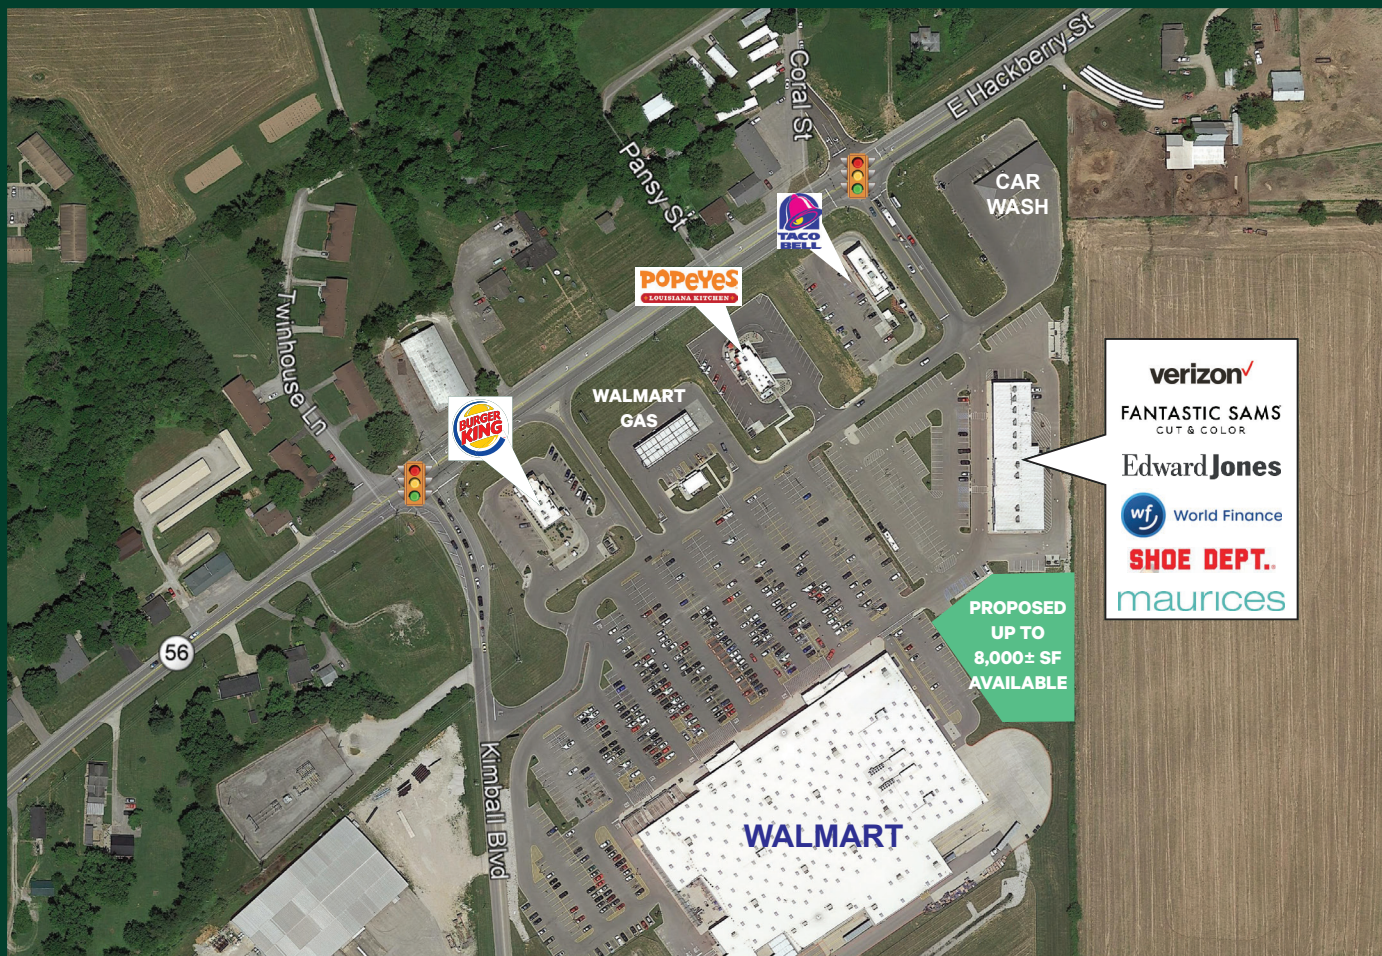 Coral St
E Hackberry St
Pansy St
CAR
WASH
TACO
BELL
POPEYES
LOUISIANA KITCHEN
Twinhouse Ln
WALMART
GAS
BURGER
KING
verizon
FANTASTIC SAMS
CUT & COLOR
Edward Jones
wf
World Finance
SHOE DEPT.
maurices
PROPOSED
UP TO
8,000± SF
AVAILABLE
56
Kimball Blvd
WALMART